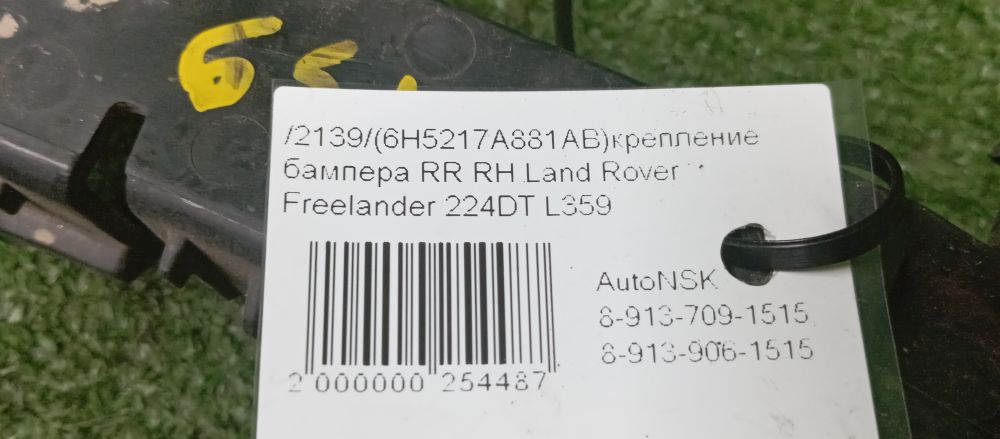 /2139/(6H5217A881AB)крепление
бампера RR RH Land Rover
Freelander 224DT L359
AutoNSK
8-913-709-1515
8-913-906-1515
2 000000 254487